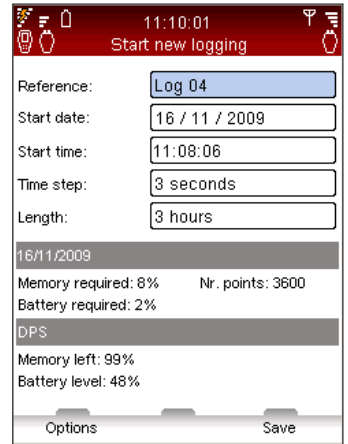 11:10:01
Start new logging
Reference: Log 04
Start date: 16 / 11 / 2009
Start time: 11:08:06
Time step: 3 seconds
Length: 3 hours
16/11/2009
Memory required: 8% Nr. points: 3600
Battery required: 2%
DPS
Memory left: 99%
Battery level: 48%
Options Save